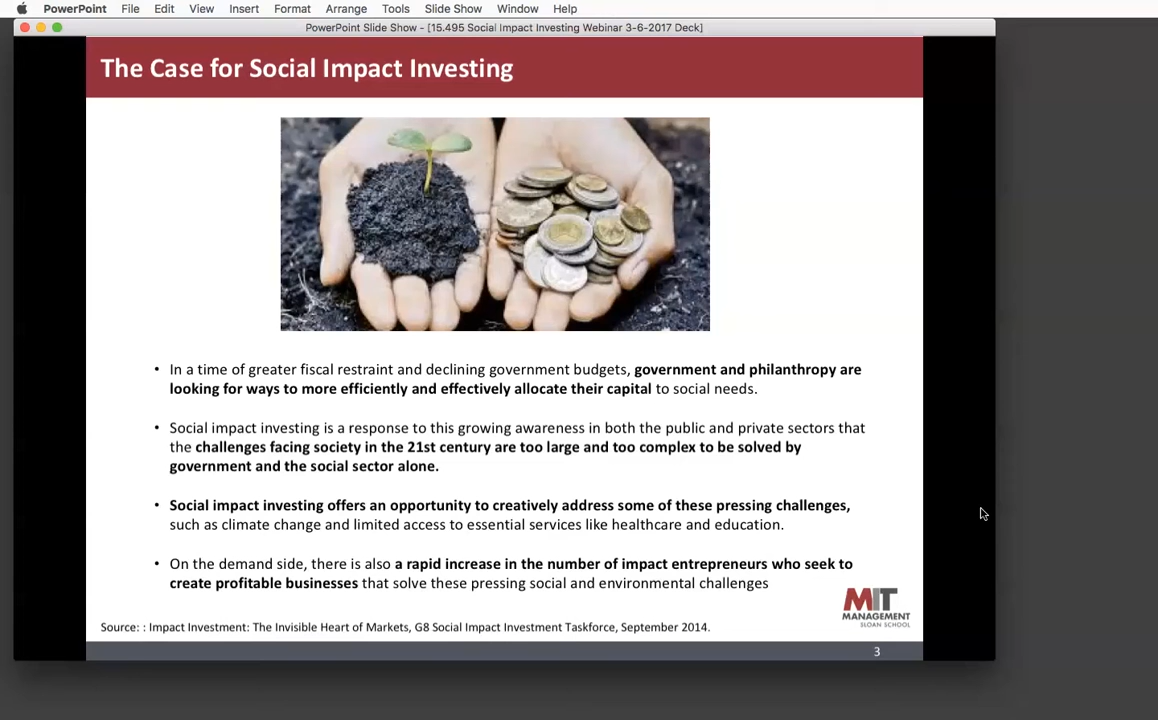 PowerPoint File Edit View Insert Format Arrange Tools Slide Show Window Help
PowerPoint Slide Show - [15.495 Social Impact Investing Webinar 3-6-2017 Deck]
The Case for Social Impact Investing
• In a time of greater fiscal restraint and declining government budgets, government and philanthropy are
looking for ways to more efficiently and effectively allocate their capital to social needs.
• Social impact investing is a response to this growing awareness in both the public and private sectors that
the challenges facing society in the 21st century are too large and too complex to be solved by
government and the social sector alone.
• Social impact investing offers an opportunity to creatively address some of these pressing challenges,
such as climate change and limited access to essential services like healthcare and education.
• On the demand side, there is also a rapid increase in the number of impact entrepreneurs who seek to
create profitable businesses that solve these pressing social and environmental challenges
MIT
MANAGEMENT
SLOAN SCHOOL
Source: : Impact Investment: The Invisible Heart of Markets, G8 Social Impact Investment Taskforce, September 2014.
3